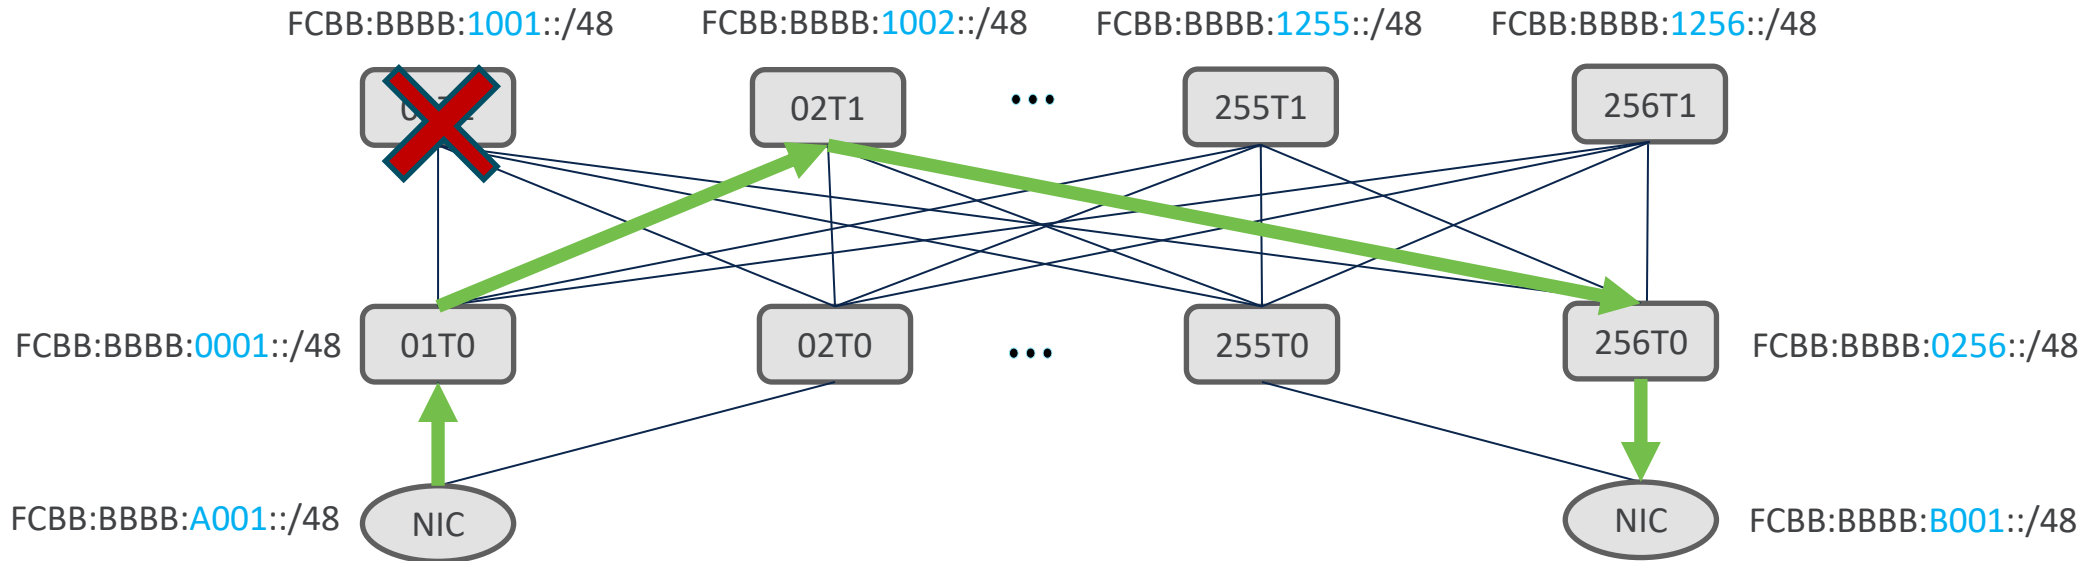 FCBB:BBBB:1001::/48
FCBB:BBBB:1002::/48
FCBB:BBBB:1255::/48
FCBB:BBBB:1256::/48
02T1
...
255T1
256T1
FCBB:BBBB:0001::/48
01T0
02T0
...
255T0
256T0
FCBB:BBBB:0256::/48
FCBB:BBBB:A001::/48
NIC
NIC
FCBB:BBBB:B001::/48